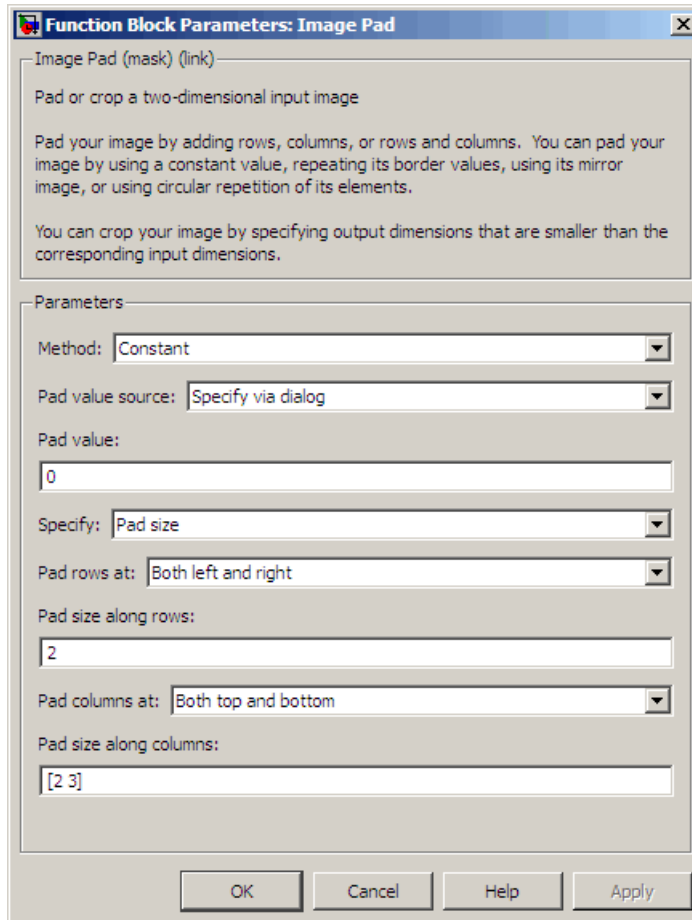 Function Block Parameters: Image Pad
Image Pad (mask) (link)
Pad or crop a two-dimensional input image
Pad your image by adding rows, columns, or rows and columns.  You can pad your
image by using a constant value, repeating its border values, using its mirror
image, or using circular repetition of its elements.
You can crop your image by specifying output dimensions that are smaller than the
corresponding input dimensions.
Parameters
Method: Constant
Pad value source: Specify via dialog
Pad value:
0
Specify: Pad size
Pad rows at: Both left and right
Pad size along rows:
2
Pad columns at: Both top and bottom
Pad size along columns:
[2 3]
OK Cancel Help Apply